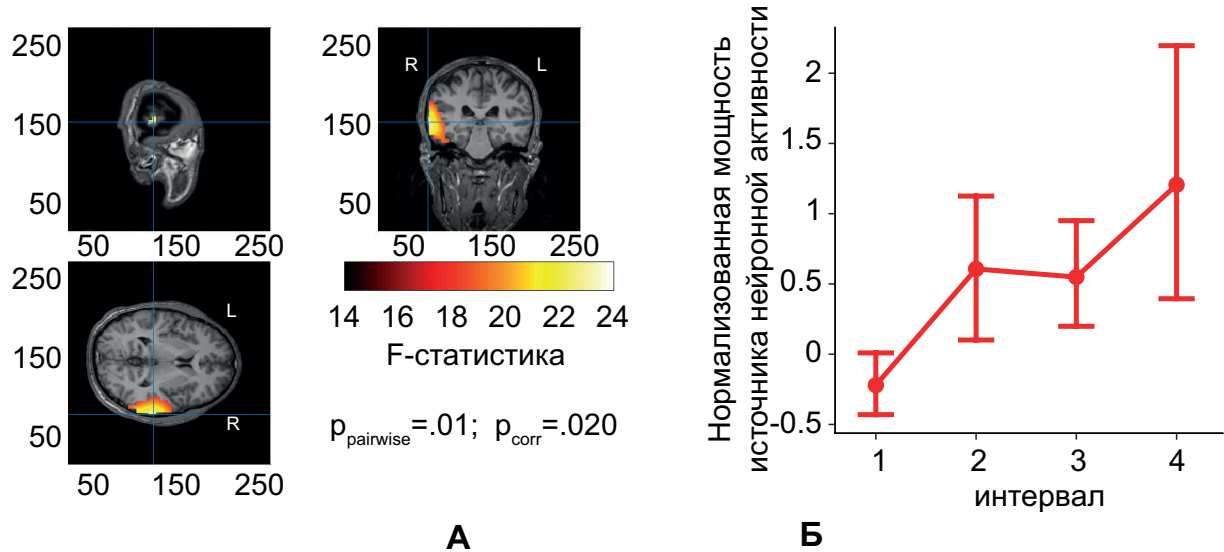 250
150
50
50 150 250
R L
250
150
50
50 150 250
250
150
50
L
R
50 150 250
14 16 18 20 22 24
F-статистика
p_pairwise=.01; p_corr=.020
А
Нормализованная мощность
источника нейронной активности
2
1.5
1
0.5
0
-0.5
1 2 3 4
интервал
Б